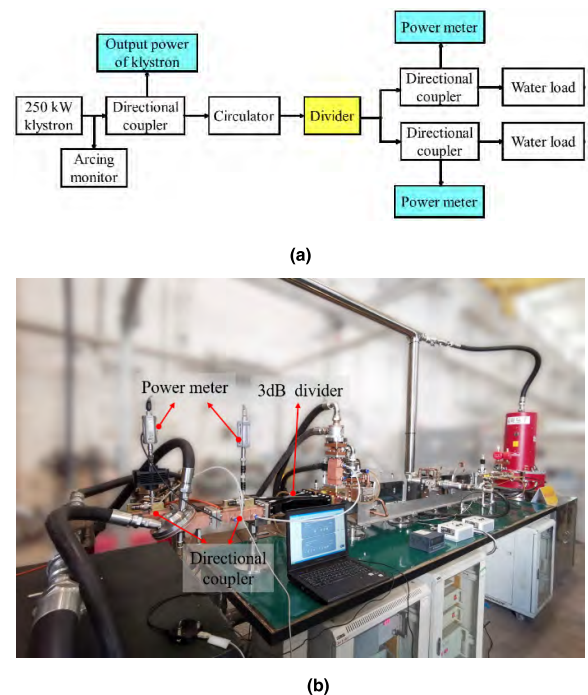 (a)
Output power
of klystron
Power meter
250 kW
klystron
Directional
coupler
Circulator
Divider
Directional
coupler
Water load
Directional
coupler
Water load
Arcing
monitor
Power meter
Power meter
3dB divider
Directional
coupler
(b)